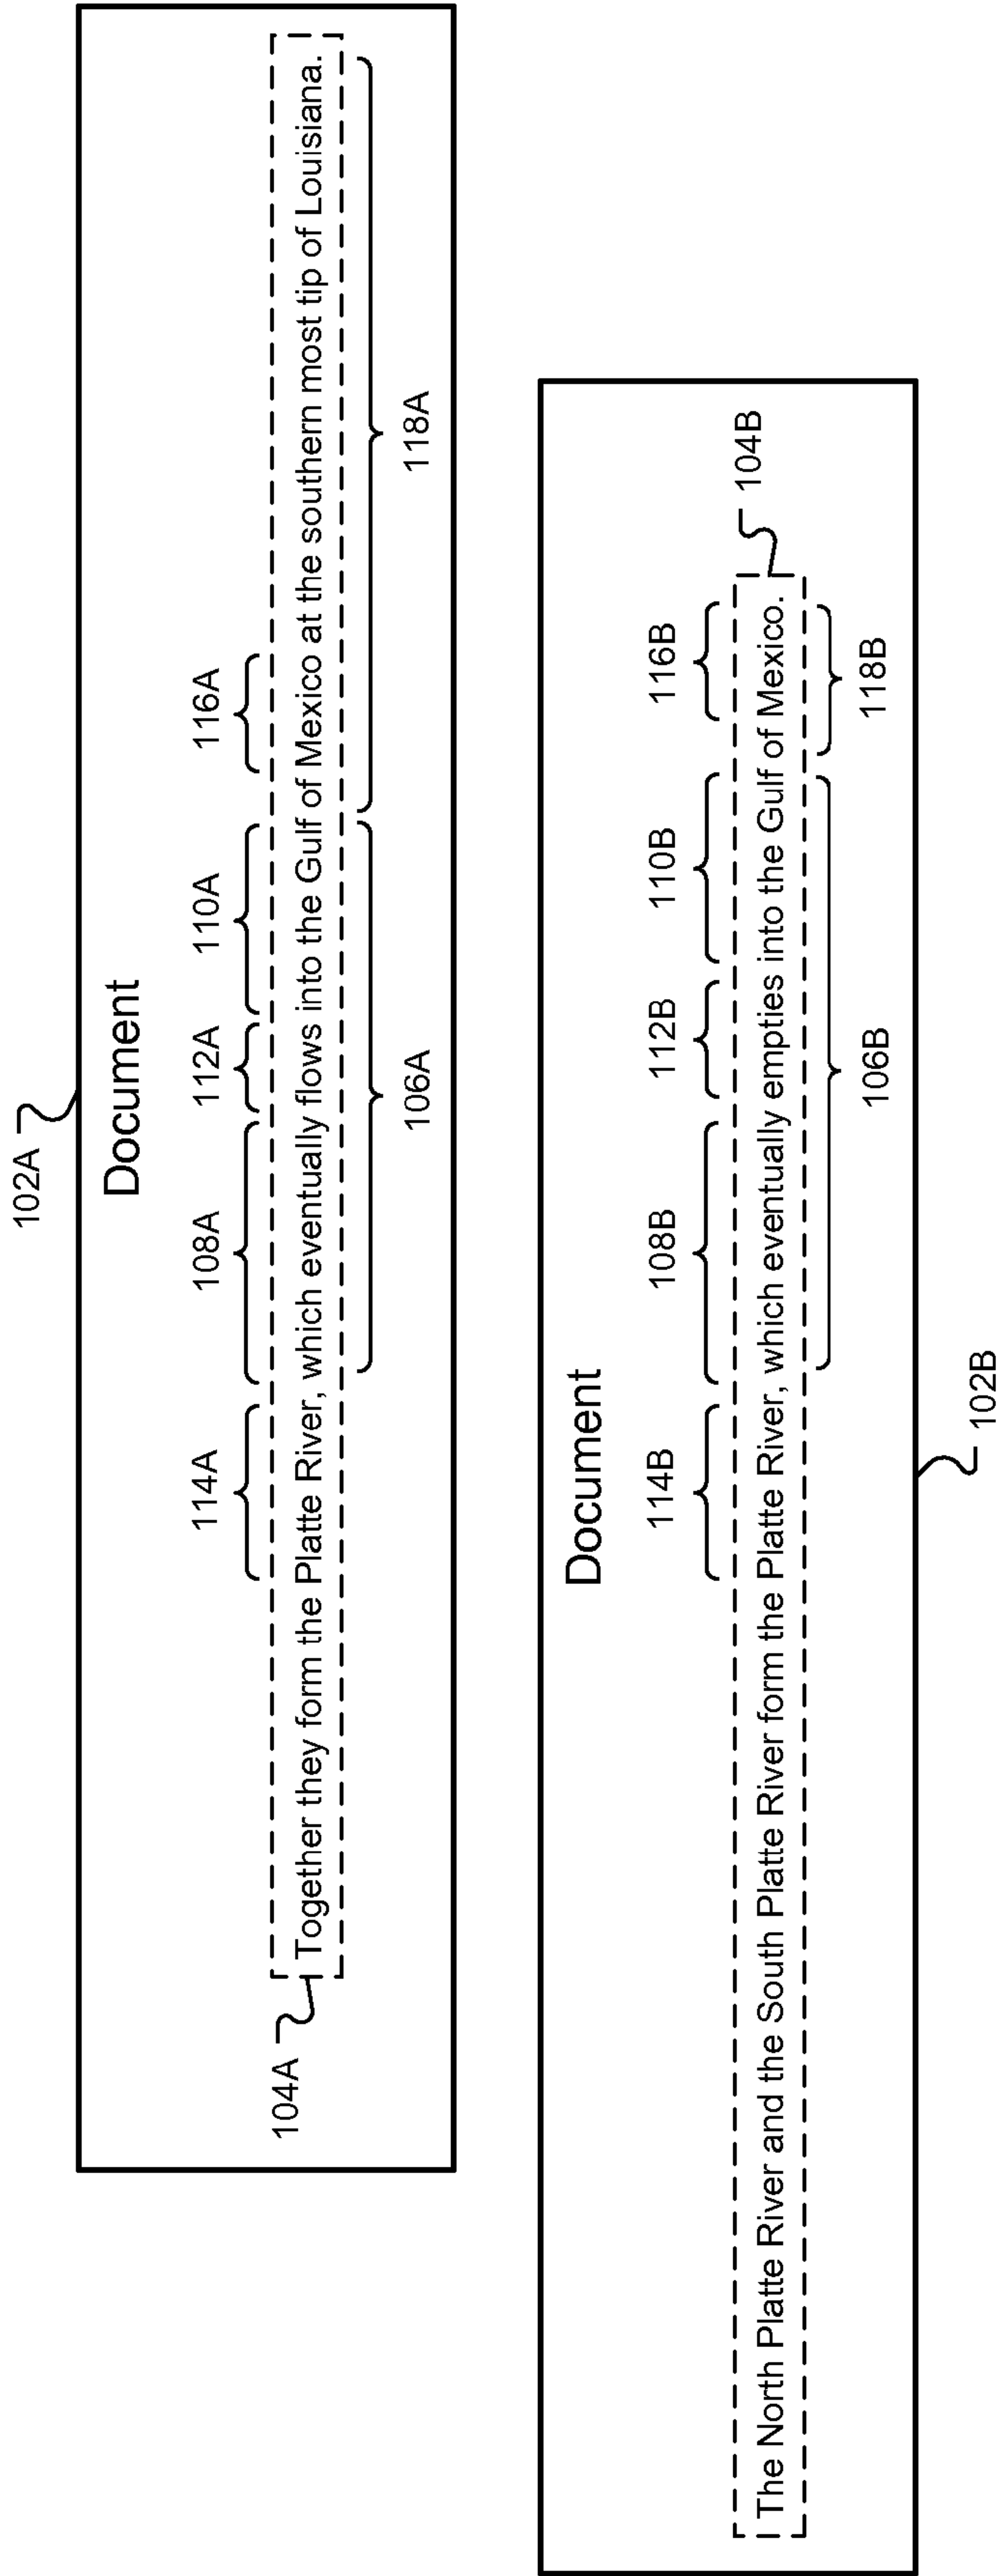 102A
Document
114A 108A 112A 110A 116A
104A
Together they form the Platte River, which eventually flows into the Gulf of Mexico at the southern most tip of Louisiana.
106A 118A
Document
114B 108B 112B 110B 116B
104B
The North Platte River and the South Platte River form the Platte River, which eventually empties into the Gulf of Mexico.
106B 118B
102B